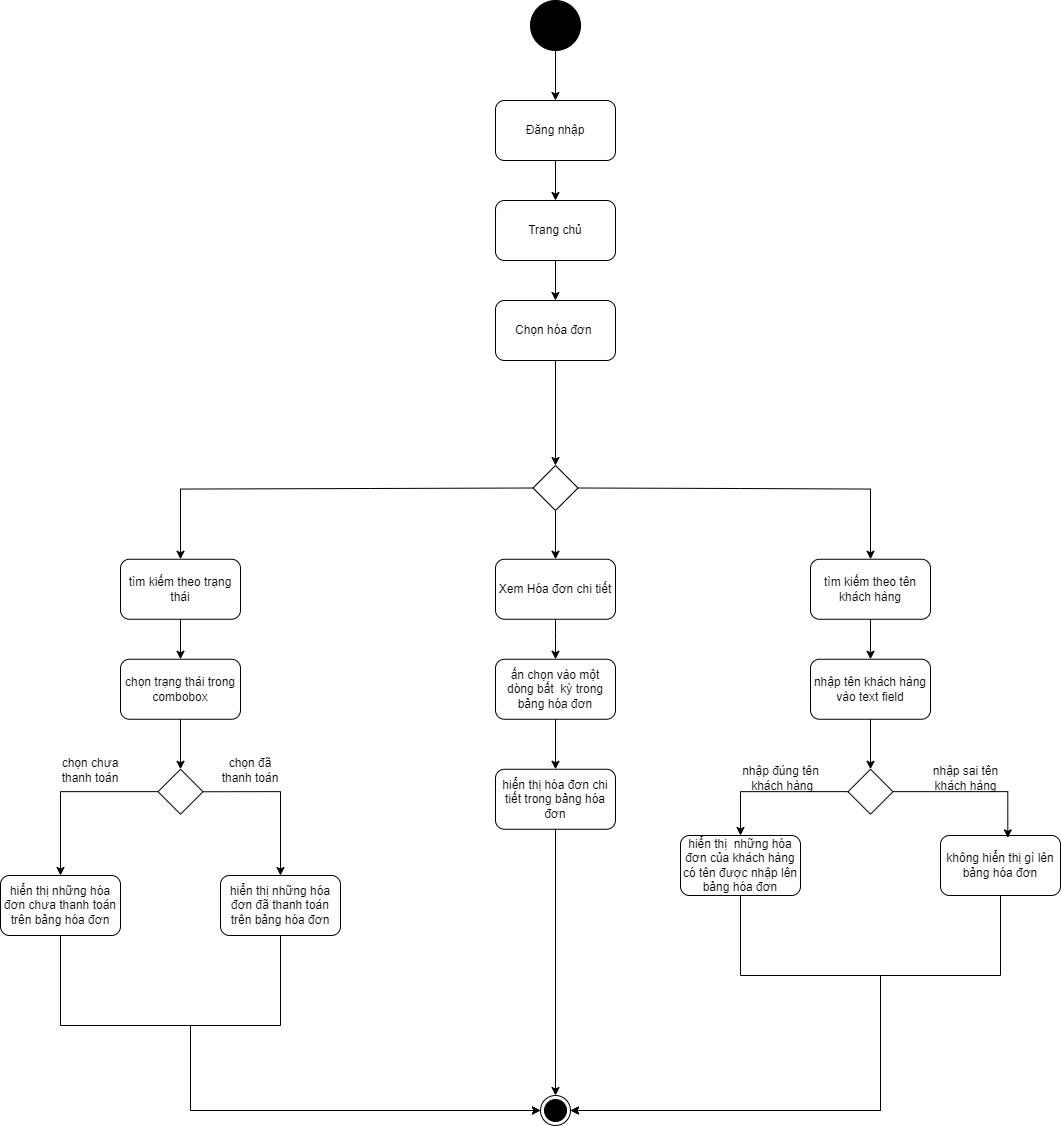 Đăng nhập
Trang chủ
Chọn hóa đơn
tìm kiếm theo trạng
thái
Xem Hóa đơn chi tiết
tìm kiếm theo tên
khách hàng
chọn trạng thái trong
combobox
ấn chọn vào một
dòng bất kỳ trong
bảng hóa đơn
nhập tên khách hàng
vào text field
chọn chưa
thanh toán
chọn đã
thanh toán
hiển thị hóa đơn chi
tiết trong bảng hóa
đơn
nhập đúng tên
khách hàng
nhập sai tên
khách hàng
hiển thị những hóa
đơn chưa thanh toán
trên bảng hóa đơn
hiển thị những hóa
đơn đã thanh toán
trên bảng hóa đơn
hiển thị những hóa
đơn của khách hàng
có tên được nhập lên
bảng hóa đơn
không hiển thị gì lên
bảng hóa đơn